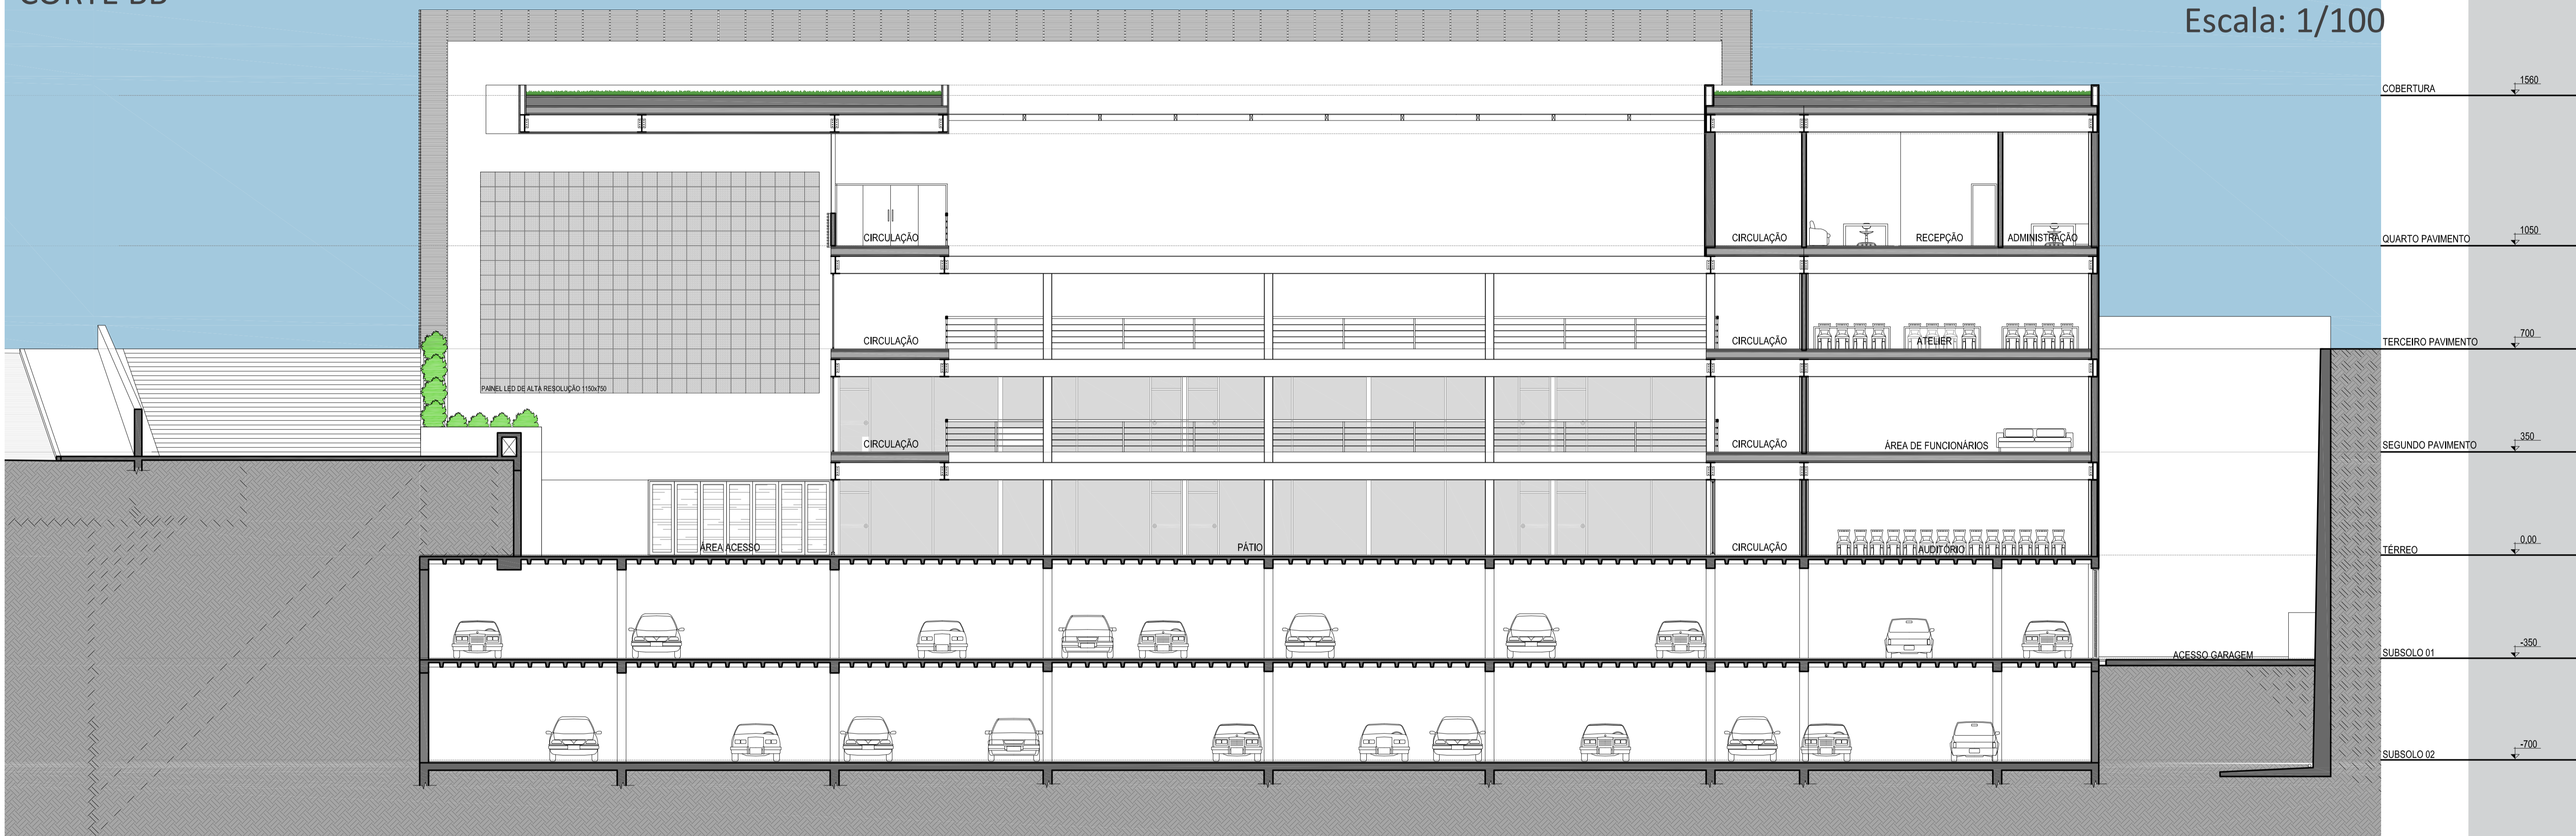 CORTE BB
Escala: 1/100
COBERTURA
1560
CIRCULAÇÃO
CIRCULAÇÃO
RECEPÇÃO
ADMINISTRAÇÃO
QUARTO PAVIMENTO
1050
CIRCULAÇÃO
CIRCULAÇÃO
ATELIER
TERCEIRO PAVIMENTO
700
PAINEL LED DE ALTA RESOLUÇÃO 1150x750
CIRCULAÇÃO
CIRCULAÇÃO
ÁREA DE FUNCIONÁRIOS
SEGUNDO PAVIMENTO
350
ÁREA ACESSO
PÁTIO
CIRCULAÇÃO
AUDITÓRIO
TÉRREO
0,00
ACESSO GARAGEM
SUBSOLO 01
-350
SUBSOLO 02
-700